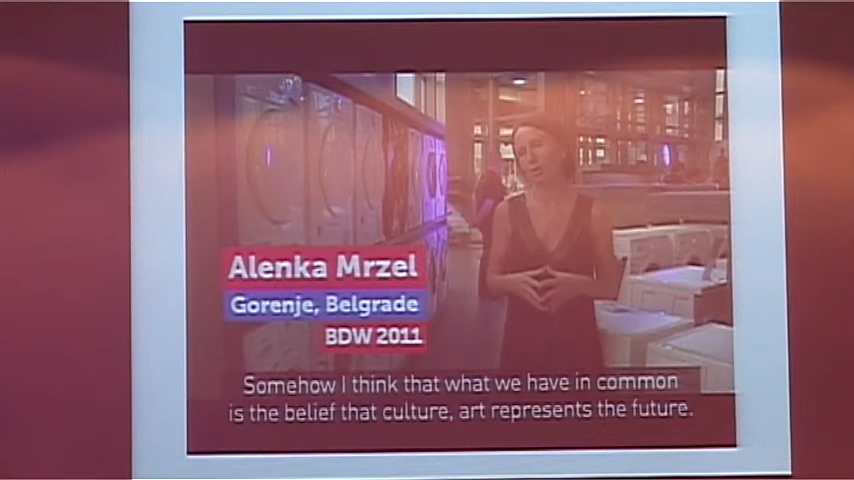 Alenka Mrzel
Gorenje, Belgrade
BDW 2011
Somehow I think that what we have in common
is the belief that culture, art represents the future.